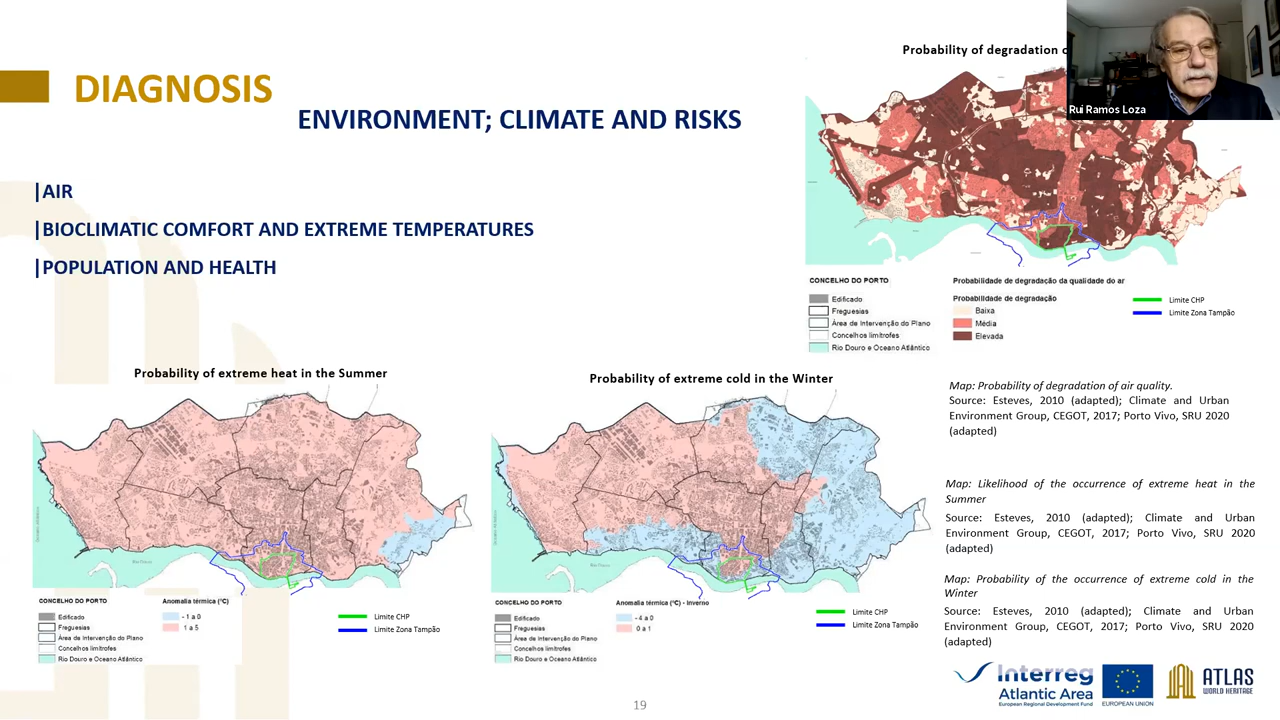 DIAGNOSIS
ENVIRONMENT; CLIMATE AND RISKS
|AIR
|BIOCLIMATIC COMFORT AND EXTREME TEMPERATURES
|POPULATION AND HEALTH
Probability of degradation
Rui Ramos Loza
CONCELHO DO PORTO
Edificado
Freguesias
Área de Intervenção do Plano
Concelhos limítrofes
Rio Douro e Oceano Atlântico
Probabilidade de degradação da qualidade do ar
Probabilidade de degradação
Baixa
Média
Elevada
Limite CHP
Limite Zona Tampão
Probability of extreme heat in the Summer
CONCELHO DO PORTO
Edificado
Freguesias
Área de Intervenção do Plano
Concelhos limítrofes
Rio Douro e Oceano Atlântico
Anomalia térmica (ºC)
- 1 a 0
1 a 5
Limite CHP
Limite Zona Tampão
Probability of extreme cold in the Winter
CONCELHO DO PORTO
Edificado
Freguesias
Área de Intervenção do Plano
Concelhos limítrofes
Rio Douro e Oceano Atlântico
Anomalia térmica (ºC) - Inverno
- 4 a 0
0 a 1
Limite CHP
Limite Zona Tampão
Map: Probability of degradation of air quality.
Source: Esteves, 2010 (adapted); Climate and Urban
Environment Group, CEGOT, 2017; Porto Vivo, SRU 2020
(adapted)
Map: Likelihood of the occurrence of extreme heat in the
Summer
Source: Esteves, 2010 (adapted); Climate and Urban
Environment Group, CEGOT, 2017; Porto Vivo, SRU 2020
(adapted)
Map: Probability of the occurrence of extreme cold in the
Winter
Source: Esteves, 2010 (adapted); Climate and Urban
Environment Group, CEGOT, 2017; Porto Vivo, SRU 2020
(adapted)
Interreg
Atlantic Area
European Regional Development Fund
EUROPEAN UNION
ATLAS
WORLD HERITAGE
19